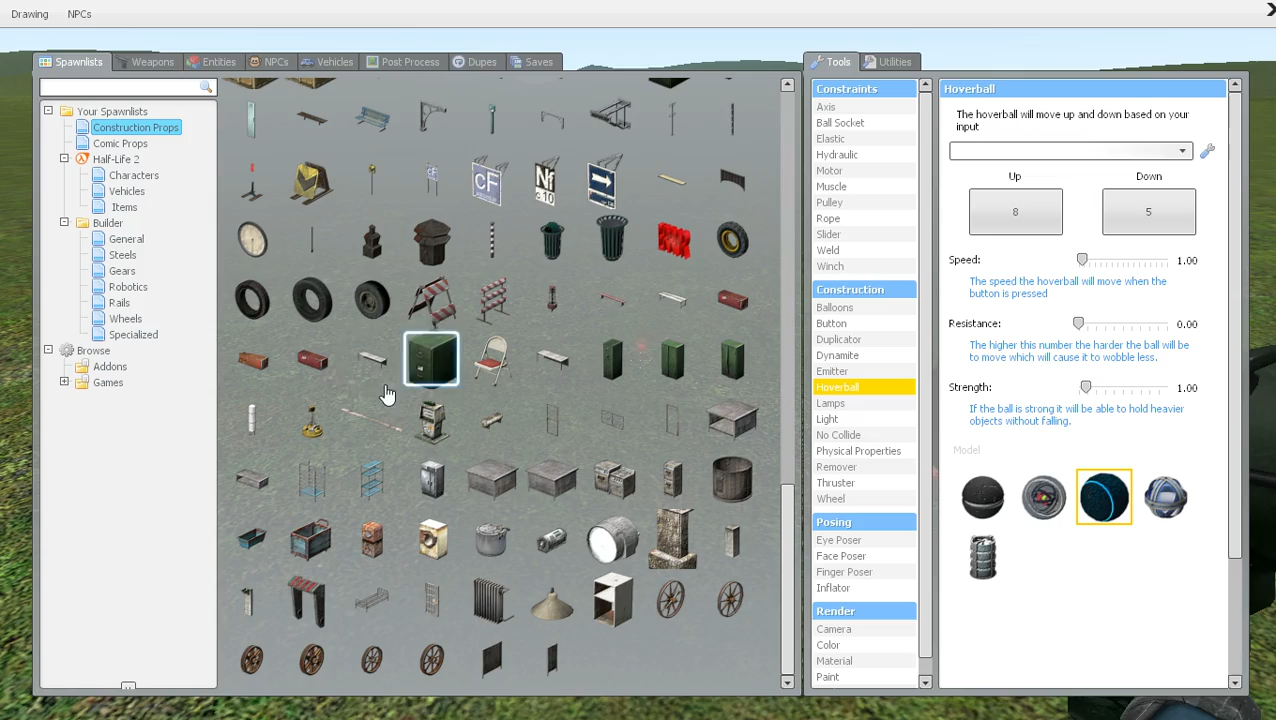 Drawing NPCs
Spawnlists Weapons Entities NPCs Vehicles Post Process Dupes Saves
Your Spawnlists
Construction Props
Comic Props
Half-Life 2
Characters
Vehicles
Items
Builder
General
Steels
Gears
Robotics
Rails
Wheels
Specialized
Browse
Addons
Games
cF
Nf
Tools Utilities
Constraints
Axis
Ball Socket
Elastic
Hydraulic
Motor
Muscle
Pulley
Rope
Slider
Weld
Winch
Construction
Balloons
Button
Duplicator
Dynamite
Emitter
Hoverball
Lamps
Light
No Collide
Physical Properties
Remover
Thruster
Wheel
Posing
Eye Poser
Face Poser
Finger Poser
Inflator
Render
Camera
Color
Material
Paint
Hoverball
The hoverball will move up and down based on your
input
Up Down
8 5
Speed: 1.00
The speed the hoverball will move when the
button is pressed
Resistance: 0.00
The higher this number the harder the ball will be
to move which will cause it to wobble less.
Strength: 1.00
If the ball is strong it will be able to hold heavier
objects without falling.
Model